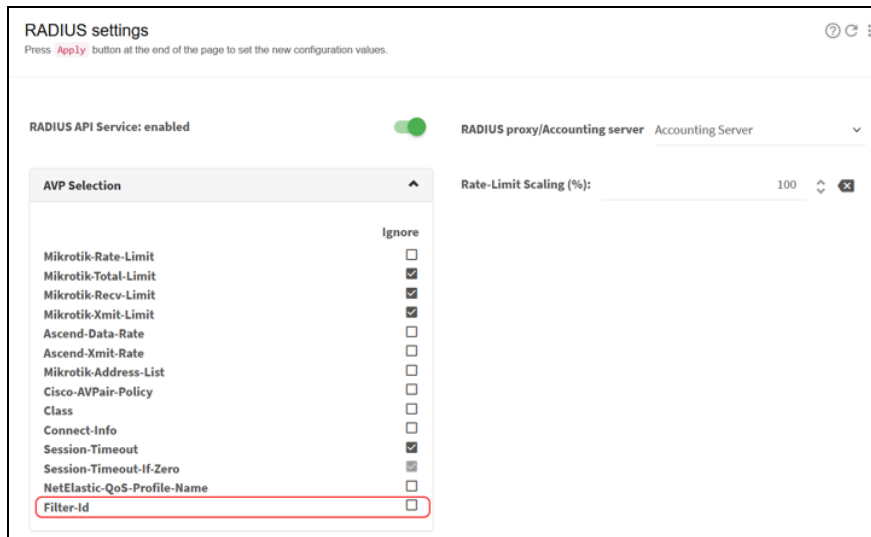 RADIUS settings
Press Apply button at the end of the page to set the new configuration values.
RADIUS API Service: enabled
RADIUS proxy/Accounting server Accounting Server
AVP Selection
Rate-Limit Scaling (%): 100
Ignore
Mikrotik-Rate-Limit
Mikrotik-Total-Limit
Mikrotik-Recv-Limit
Mikrotik-Xmit-Limit
Ascend-Data-Rate
Ascend-Xmit-Rate
Mikrotik-Address-List
Cisco-AVPair-Policy
Class
Connect-Info
Session-Timeout
Session-Timeout-If-Zero
NetElastic-QoS-Profile-Name
Filter-Id